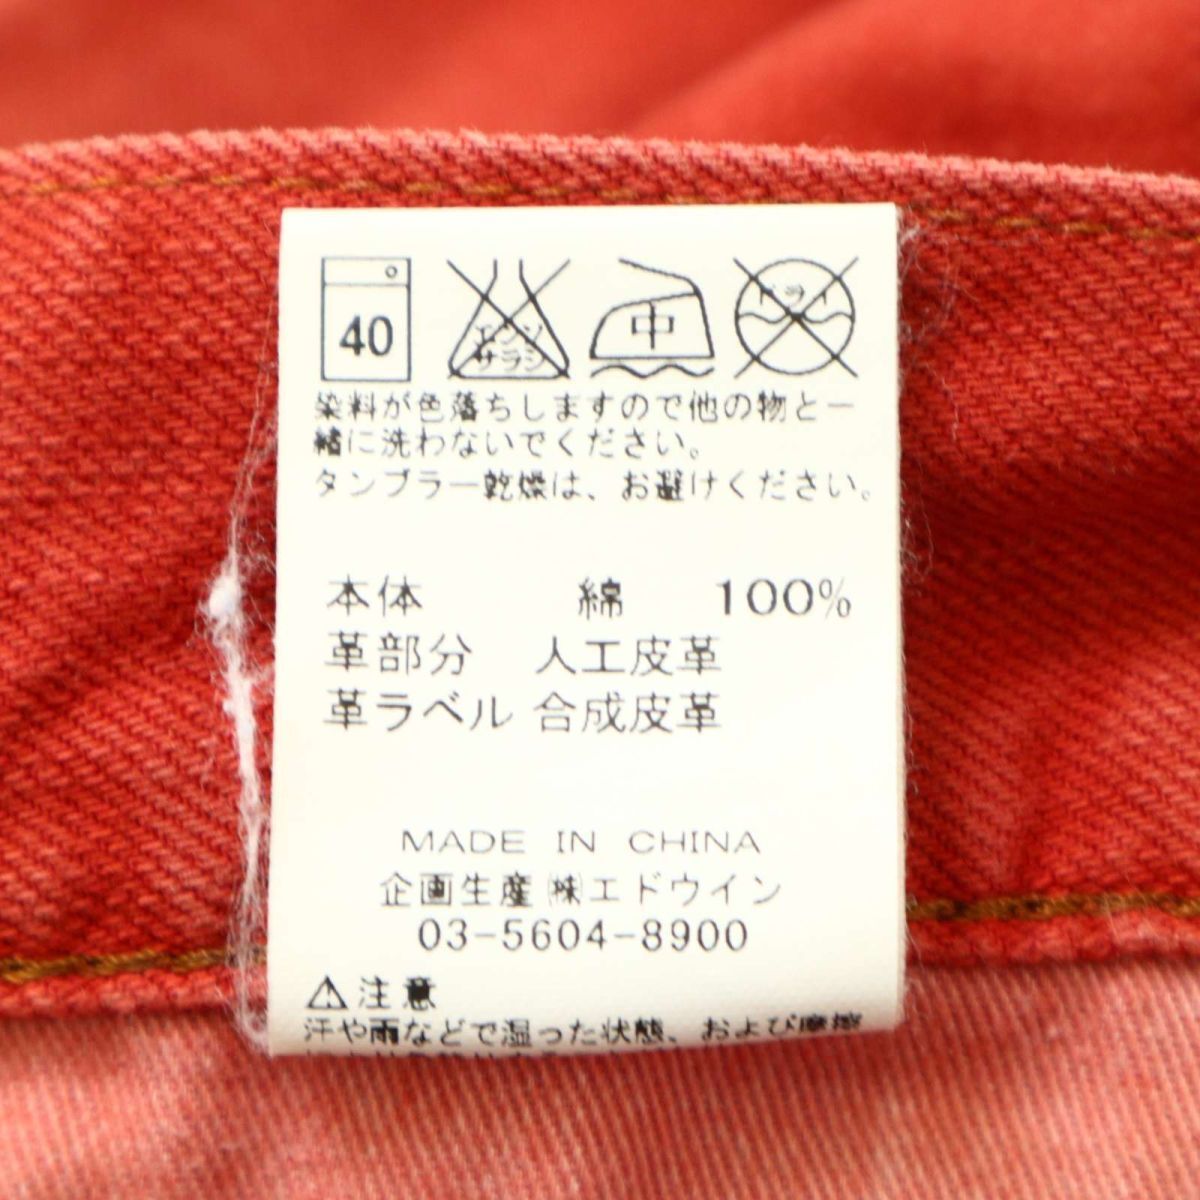 40
エンソ
サラシ
中
ドライ
染料が色落ちしますので他の物と一
緒に洗わないでください。
タンブラー乾燥は、お避けください。
本体 綿 100%
革部分 人工皮革
革ラベル 合成皮革
MADE IN CHINA
企画生産 ㈱エドウイン
03-5604-8900
⚠注意
汗や雨などで湿った状態、および摩擦